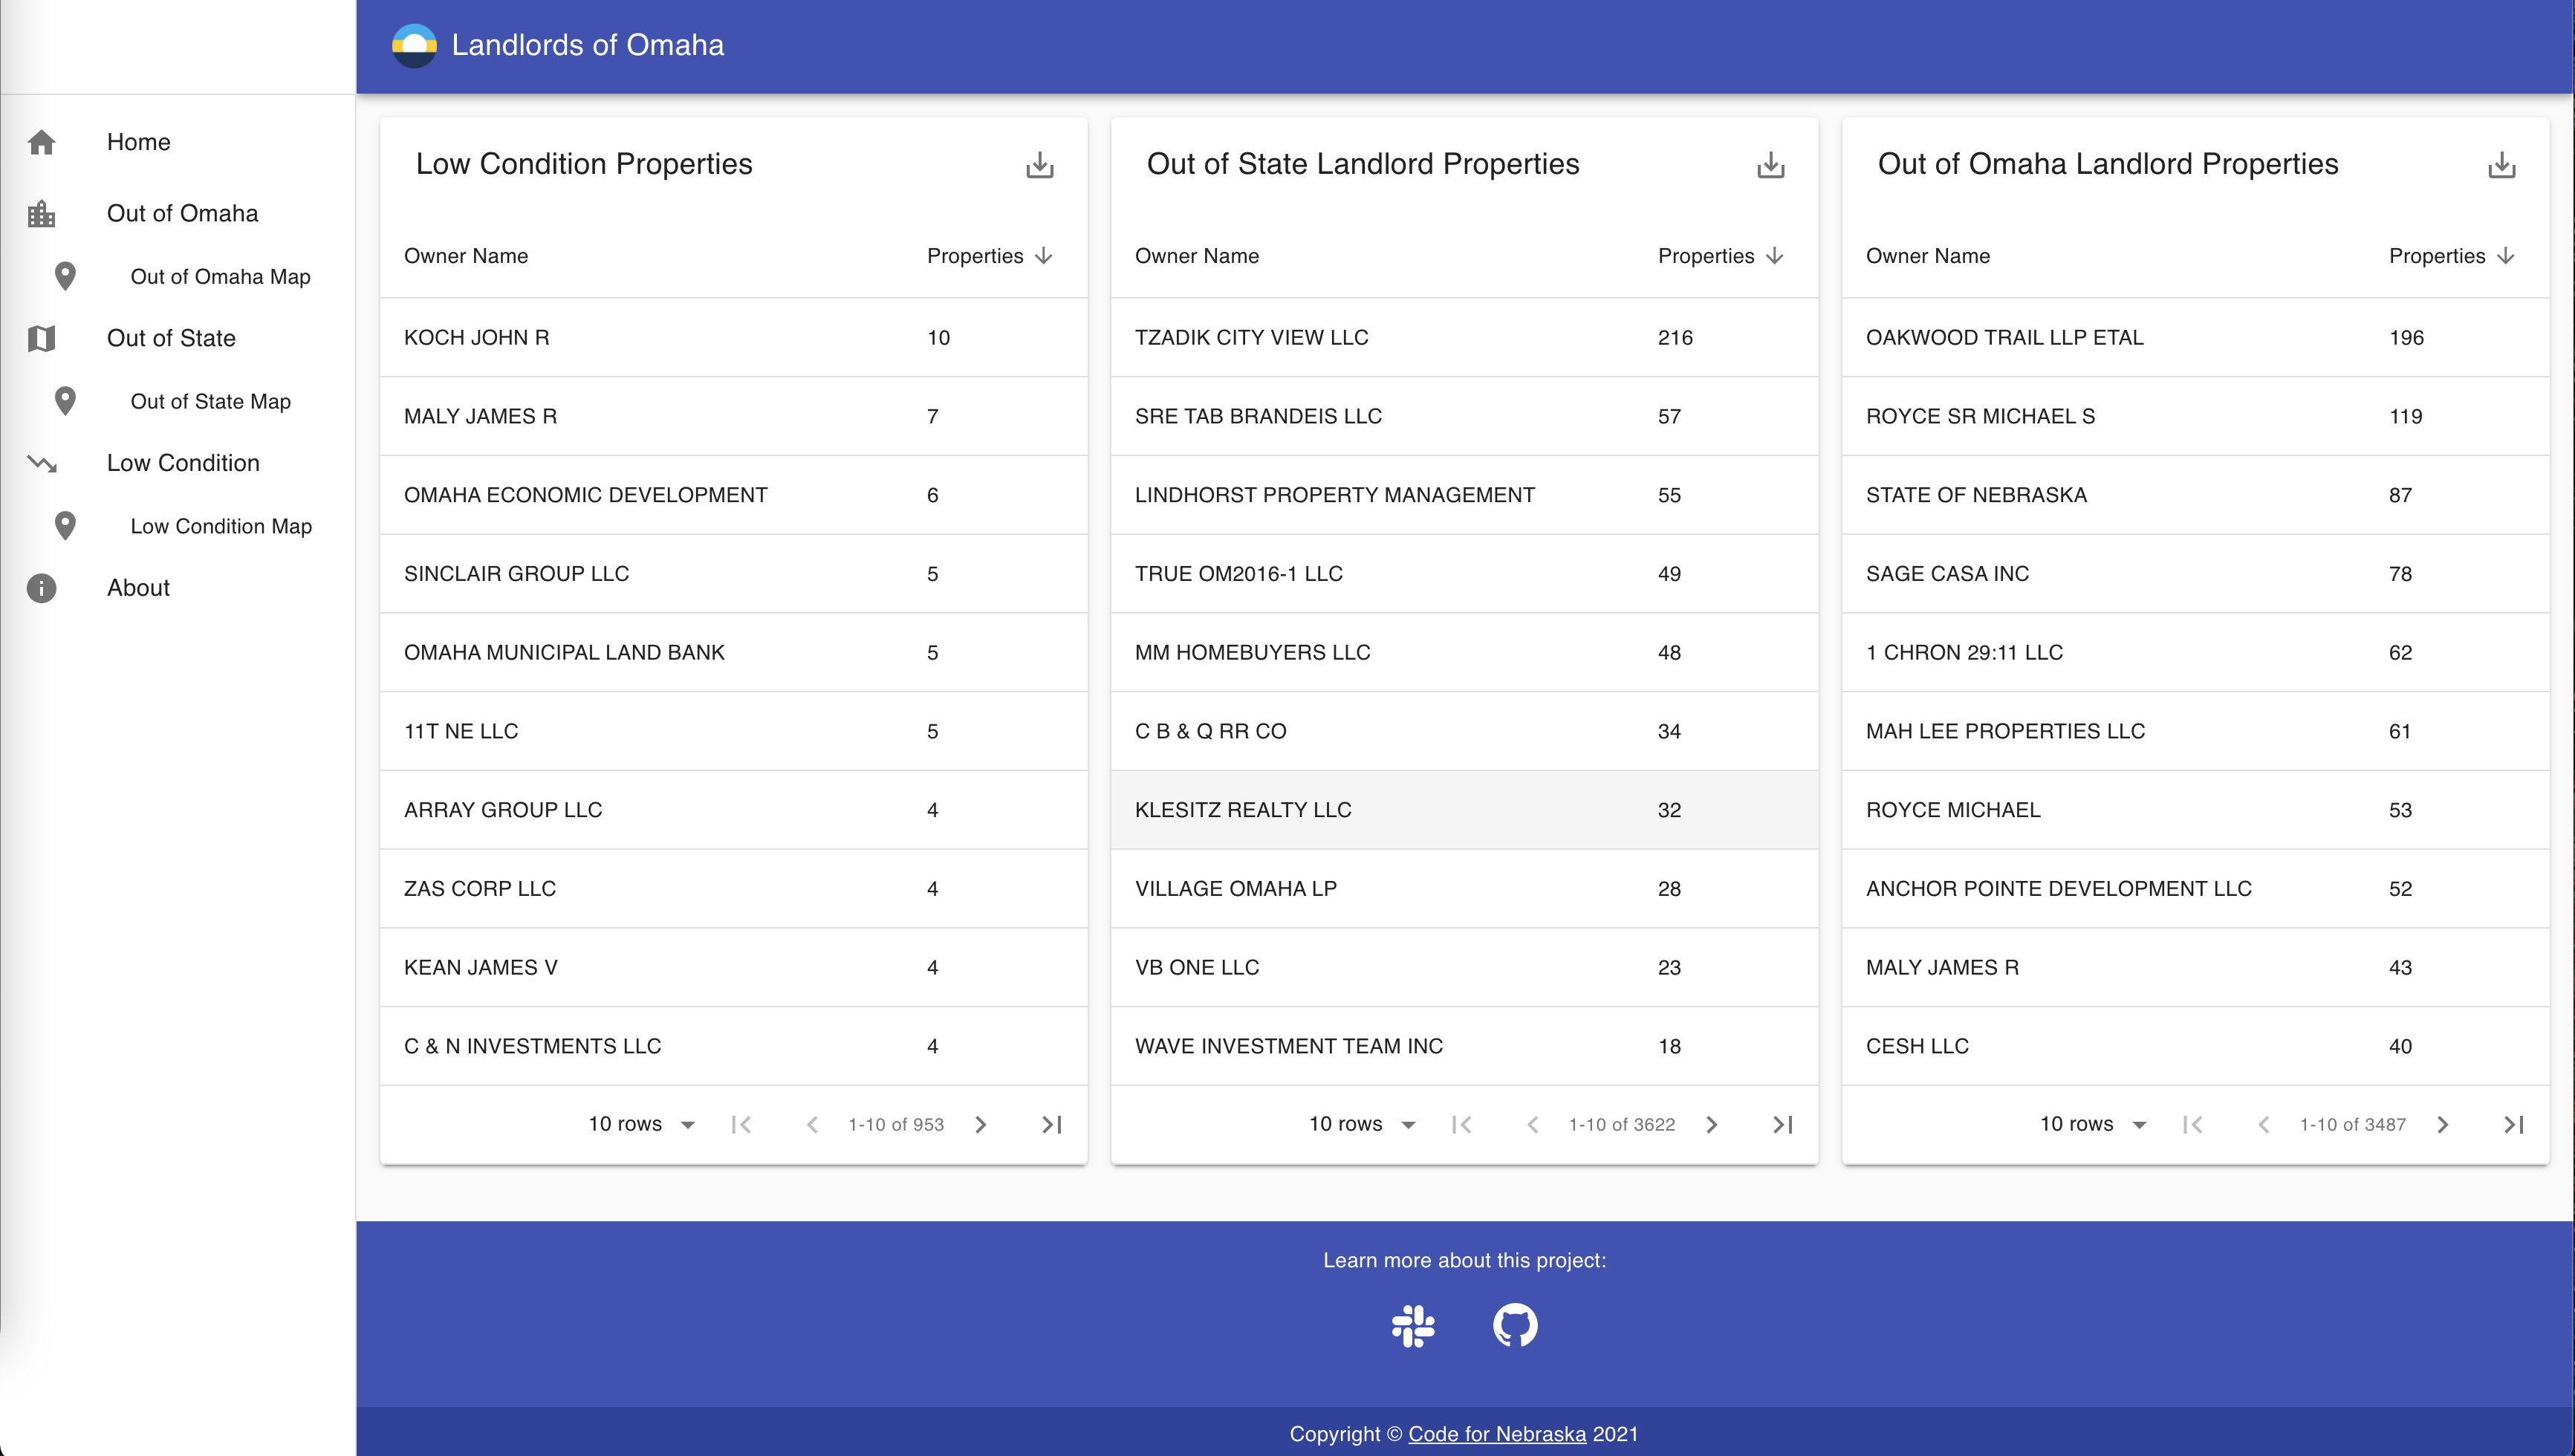 Landlords of Omaha
Home
Out of Omaha
Out of Omaha Map
Out of State
Out of State Map
Low Condition
Low Condition Map
About
Low Condition Properties
Owner Name Properties
KOCH JOHN R 10
MALY JAMES R 7
OMAHA ECONOMIC DEVELOPMENT 6
SINCLAIR GROUP LLC 5
OMAHA MUNICIPAL LAND BANK 5
11T NE LLC 5
ARRAY GROUP LLC 4
ZAS CORP LLC 4
KEAN JAMES V 4
C & N INVESTMENTS LLC 4
10 rows 1-10 of 953
Out of State Landlord Properties
Owner Name Properties
TZADIK CITY VIEW LLC 216
SRE TAB BRANDEIS LLC 57
LINDHORST PROPERTY MANAGEMENT 55
TRUE OM2016-1 LLC 49
MM HOMEBUYERS LLC 48
C B & Q RR CO 34
KLESITZ REALTY LLC 32
VILLAGE OMAHA LP 28
VB ONE LLC 23
WAVE INVESTMENT TEAM INC 18
10 rows 1-10 of 3622
Out of Omaha Landlord Properties
Owner Name Properties
OAKWOOD TRAIL LLP ETAL 196
ROYCE SR MICHAEL S 119
STATE OF NEBRASKA 87
SAGE CASA INC 78
1 CHRON 29:11 LLC 62
MAH LEE PROPERTIES LLC 61
ROYCE MICHAEL 53
ANCHOR POINTE DEVELOPMENT LLC 52
MALY JAMES R 43
CESH LLC 40
10 rows 1-10 of 3487
Learn more about this project:
Copyright © Code for Nebraska 2021